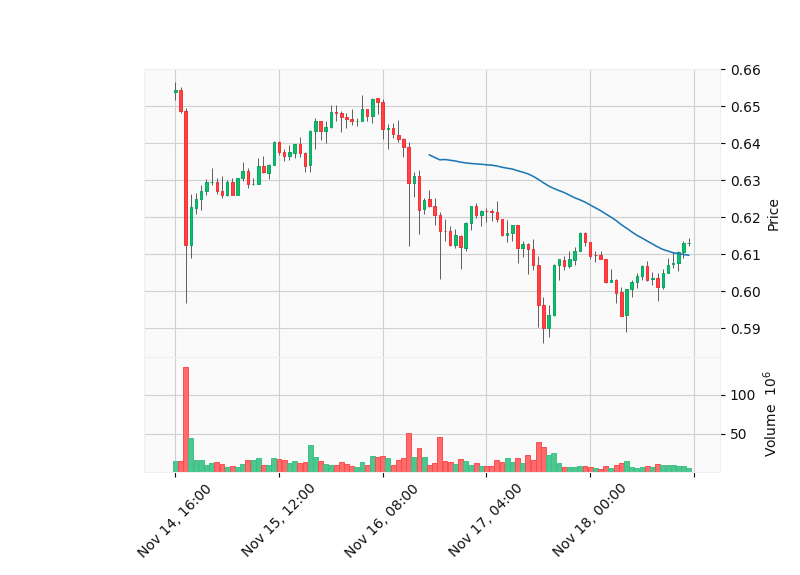 0.66
0.65
0.64
0.63
0.62
0.61
0.60
0.59
Price
100
50
Volume 10⁶
Nov 14, 16:00
Nov 15, 12:00
Nov 16, 08:00
Nov 17, 04:00
Nov 18, 00:00